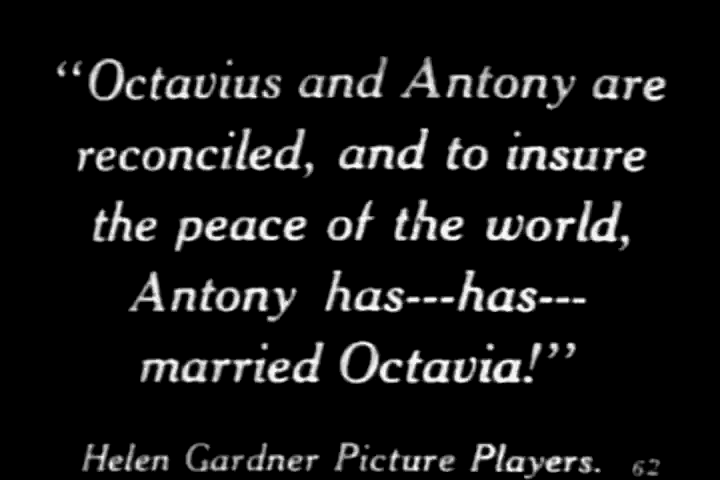 “Octavius and Antony are
reconciled, and to insure
the peace of the world,
Antony has---has---
married Octavia!”
Helen Gardner Picture Players. 62